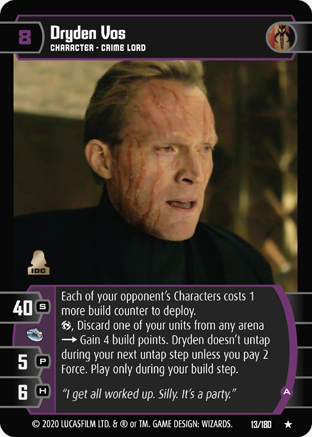 8
Dryden Vos
CHARACTER • CRIME LORD
IDC
40 S
5 P
6 H
Each of your opponent's Characters costs 1
more build counter to deploy.
, Discard one of your units from any arena
→ Gain 4 build points. Dryden doesn't untap
during your next untap step unless you pay 2
Force. Play only during your build step.
"I get all worked up. Silly. It's a party."
A
© 2020 LUCASFILM LTD. & ® or TM. GAME DESIGN: WIZARDS.
13/180